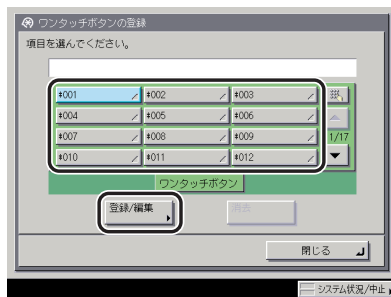 ワンタッチボタンの登録
項目を選んでください。
*001 *002 *003
*004 *005 *006
*007 *008 *009 1/17
*010 *011 *012
ワンタッチボタン
登録/編集 消去
閉じる
システム状況/中止